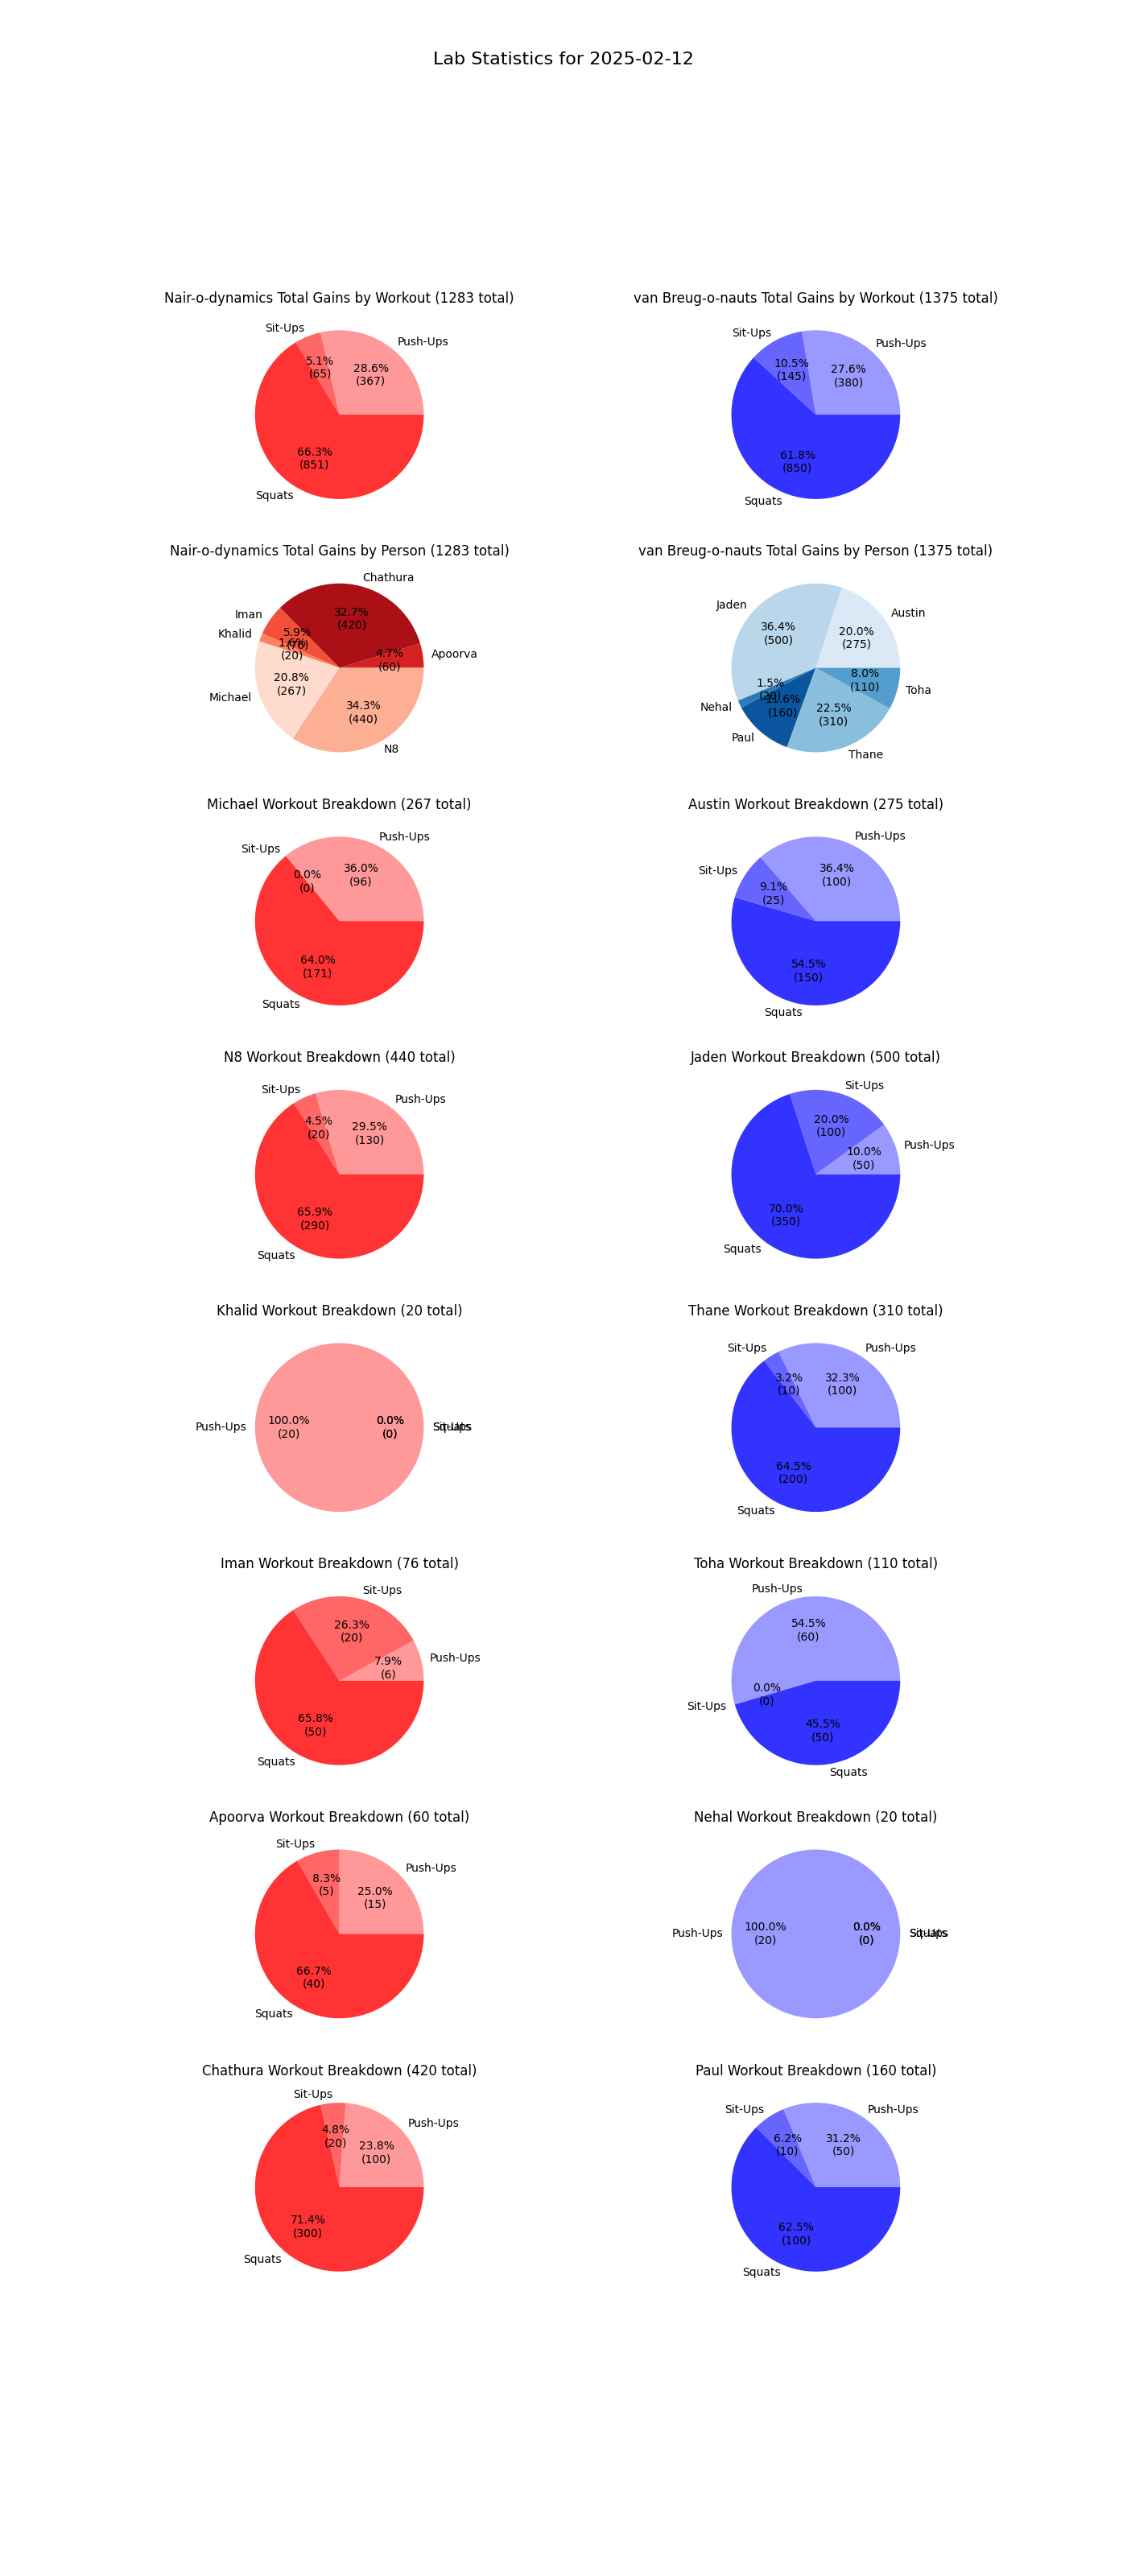 Lab Statistics for 2025-02-12
Nair-o-dynamics Total Gains by Workout (1283 total)
Sit-Ups
Push-Ups
5.1%
(65)
28.6%
(367)
66.3%
(851)
Squats
van Breug-o-nauts Total Gains by Workout (1375 total)
Sit-Ups
Push-Ups
10.5%
(145)
27.6%
(380)
61.8%
(850)
Squats
Nair-o-dynamics Total Gains by Person (1283 total)
Chathura
32.7%
(420)
Iman
5.9%
(76)
Khalid
1.6%
(20)
4.7%
(60)
Apoorva
Michael
20.8%
(267)
34.3%
(440)
N8
van Breug-o-nauts Total Gains by Person (1375 total)
Jaden
36.4%
(500)
Austin
20.0%
(275)
8.0%
(110)
Toha
1.5%
(20)
Nehal
11.6%
(160)
Paul
22.5%
(310)
Thane
Michael Workout Breakdown (267 total)
Sit-Ups
Push-Ups
0.0%
(0)
36.0%
(96)
64.0%
(171)
Squats
Austin Workout Breakdown (275 total)
Push-Ups
36.4%
(100)
Sit-Ups
9.1%
(25)
54.5%
(150)
Squats
N8 Workout Breakdown (440 total)
Sit-Ups
Push-Ups
4.5%
(20)
29.5%
(130)
65.9%
(290)
Squats
Jaden Workout Breakdown (500 total)
Sit-Ups
20.0%
(100)
Push-Ups
10.0%
(50)
70.0%
(350)
Squats
Khalid Workout Breakdown (20 total)
Push-Ups
100.0%
(20)
0.0%
(0)
Sit-Ups
Squats
Thane Workout Breakdown (310 total)
Sit-Ups
Push-Ups
3.2%
(10)
32.3%
(100)
64.5%
(200)
Squats
Iman Workout Breakdown (76 total)
Sit-Ups
26.3%
(20)
Push-Ups
7.9%
(6)
65.8%
(50)
Squats
Toha Workout Breakdown (110 total)
Push-Ups
54.5%
(60)
0.0%
(0)
Sit-Ups
45.5%
(50)
Squats
Apoorva Workout Breakdown (60 total)
Sit-Ups
Push-Ups
8.3%
(5)
25.0%
(15)
66.7%
(40)
Squats
Nehal Workout Breakdown (20 total)
Push-Ups
100.0%
(20)
0.0%
(0)
Sit-Ups
Squats
Chathura Workout Breakdown (420 total)
Sit-Ups
Push-Ups
4.8%
(20)
23.8%
(100)
71.4%
(300)
Squats
Paul Workout Breakdown (160 total)
Sit-Ups
Push-Ups
6.2%
(10)
31.2%
(50)
62.5%
(100)
Squats